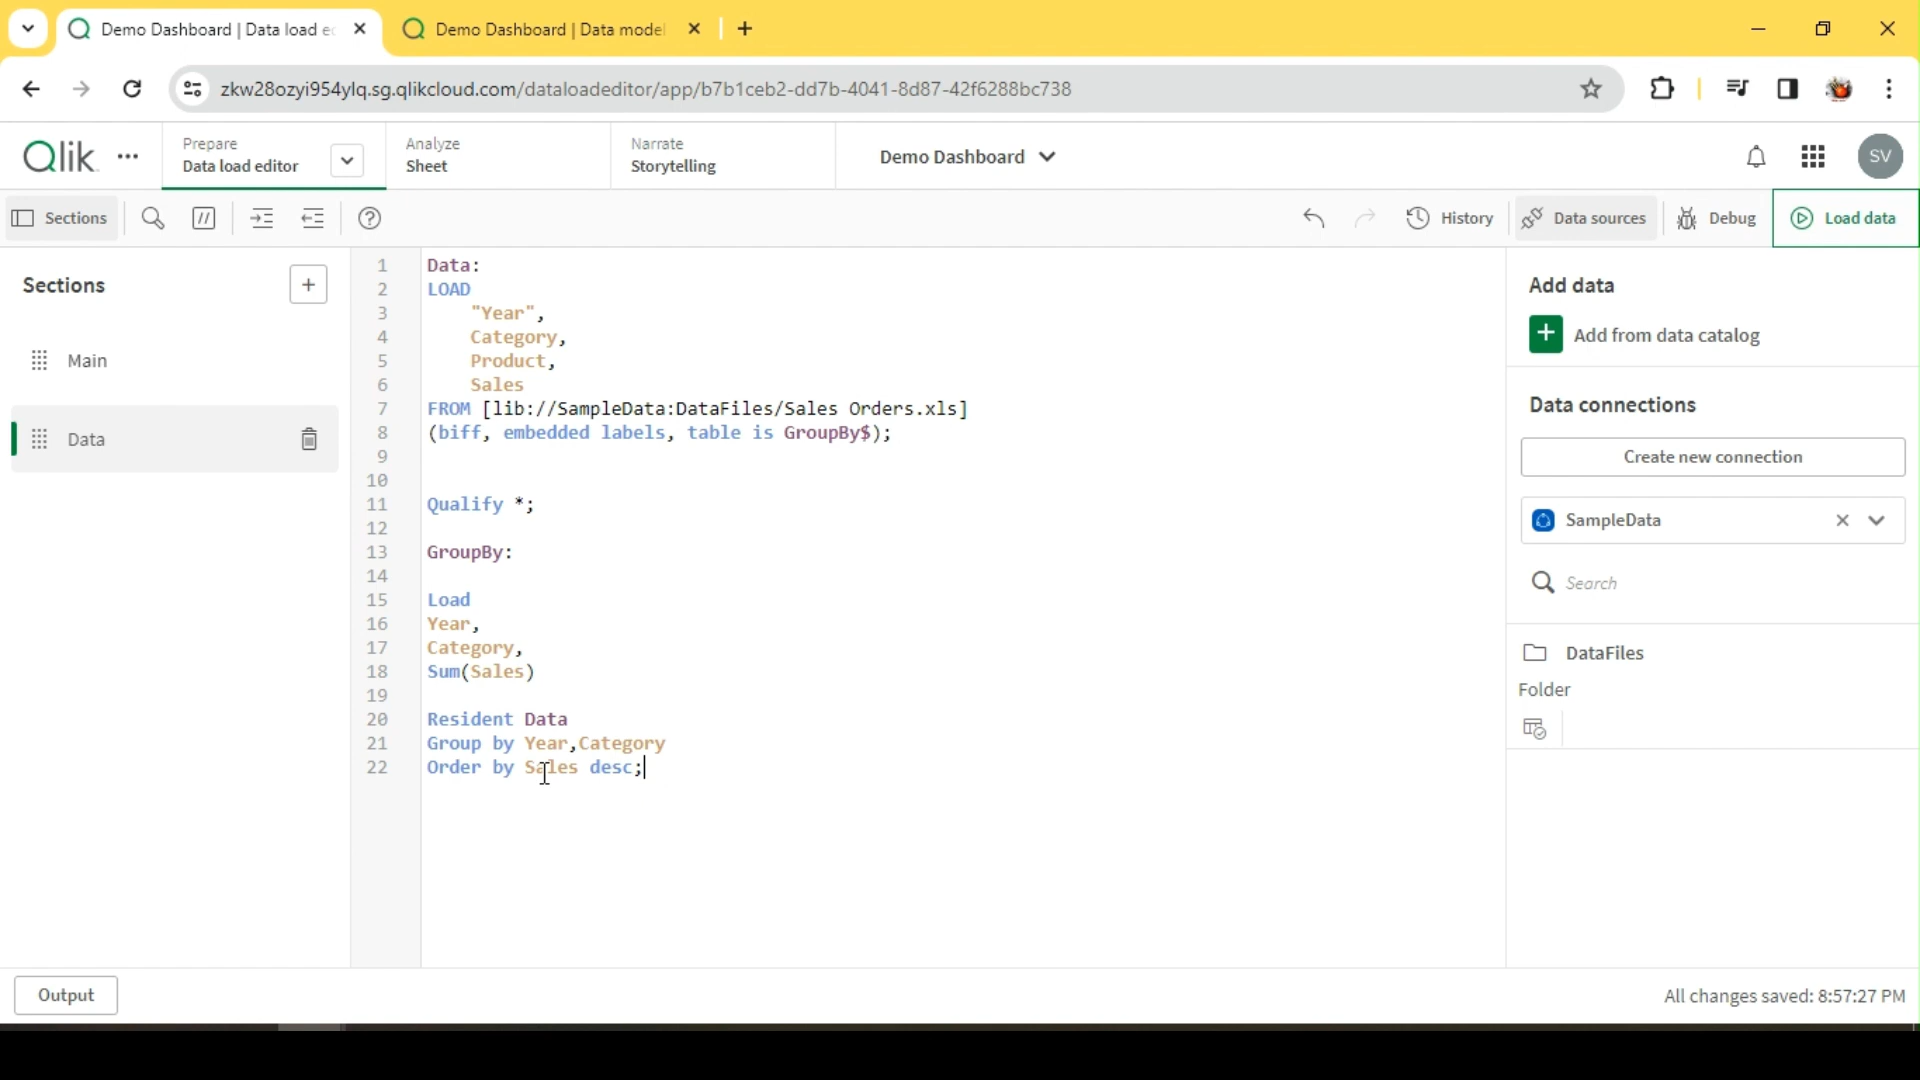 Demo Dashboard | Data load ec
Demo Dashboard | Data model
zkw28ozyi954ylq.sg.qlikcloud.com/dataloadeditor/app/b7b1ceb2-dd7b-4041-8d87-42f6288bc738
Qlik
Prepare
Data load editor
Analyze
Sheet
Narrate
Storytelling
Demo Dashboard
SV
Sections
//
History
Data sources
Debug
Load data
Sections
Main
Data
1 Data:
2 LOAD
3 "Year",
4 Category,
5 Product,
6 Sales
7 FROM [lib://SampleData:DataFiles/Sales Orders.xls]
8 (biff, embedded labels, table is GroupBy$);
9
10
11 Qualify *;
12
13 GroupBy:
14
15 Load
16 Year,
17 Category,
18 Sum(Sales)
19
20 Resident Data
21 Group by Year,Category
22 Order by Sales desc;
Add data
Add from data catalog
Data connections
Create new connection
SampleData
Search
DataFiles
Folder
Output
All changes saved: 8:57:27 PM